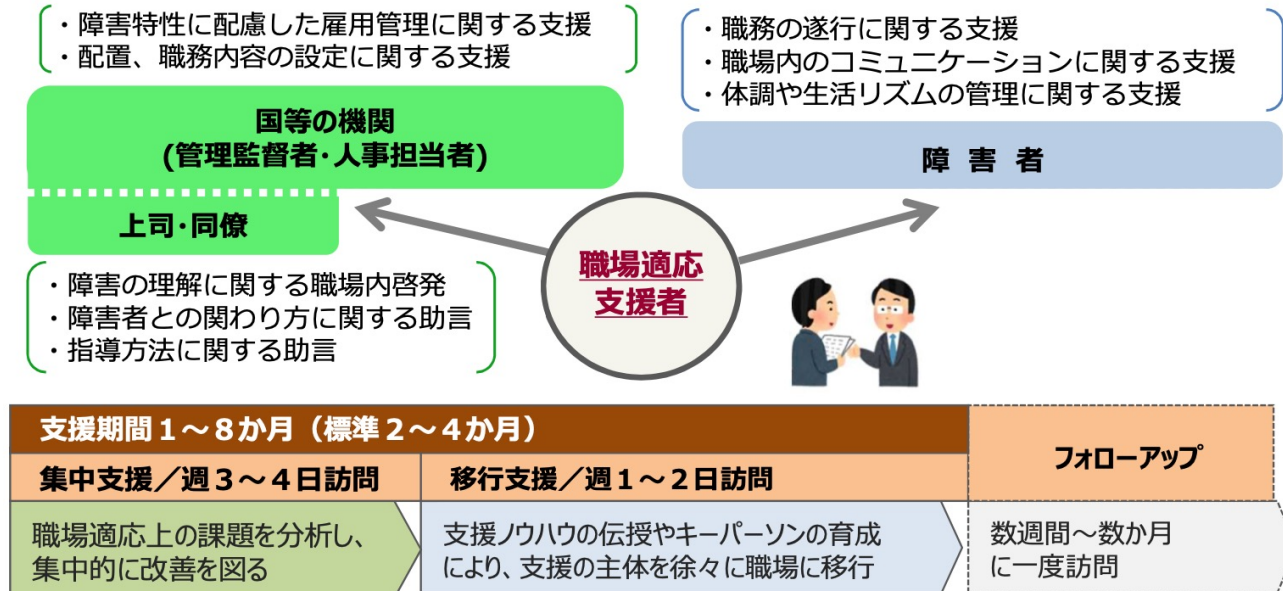 ・障害特性に配慮した雇用管理に関する支援
・配置、職務内容の設定に関する支援
国等の機関
(管理監督者･人事担当者)
上司･同僚
・障害の理解に関する職場内啓発
・障害者との関わり方に関する助言
・指導方法に関する助言
・職務の遂行に関する支援
・職場内のコミュニケーションに関する支援
・体調や生活リズムの管理に関する支援
障 害 者
職場適応
支援者
支援期間１～８か月（標準２～４か月）
フォローアップ
集中支援／週３～４日訪問
移行支援／週１～２日訪問
職場適応上の課題を分析し、
集中的に改善を図る
支援ノウハウの伝授やキーパーソンの育成
により、支援の主体を徐々に職場に移行
数週間～数か月
に一度訪問